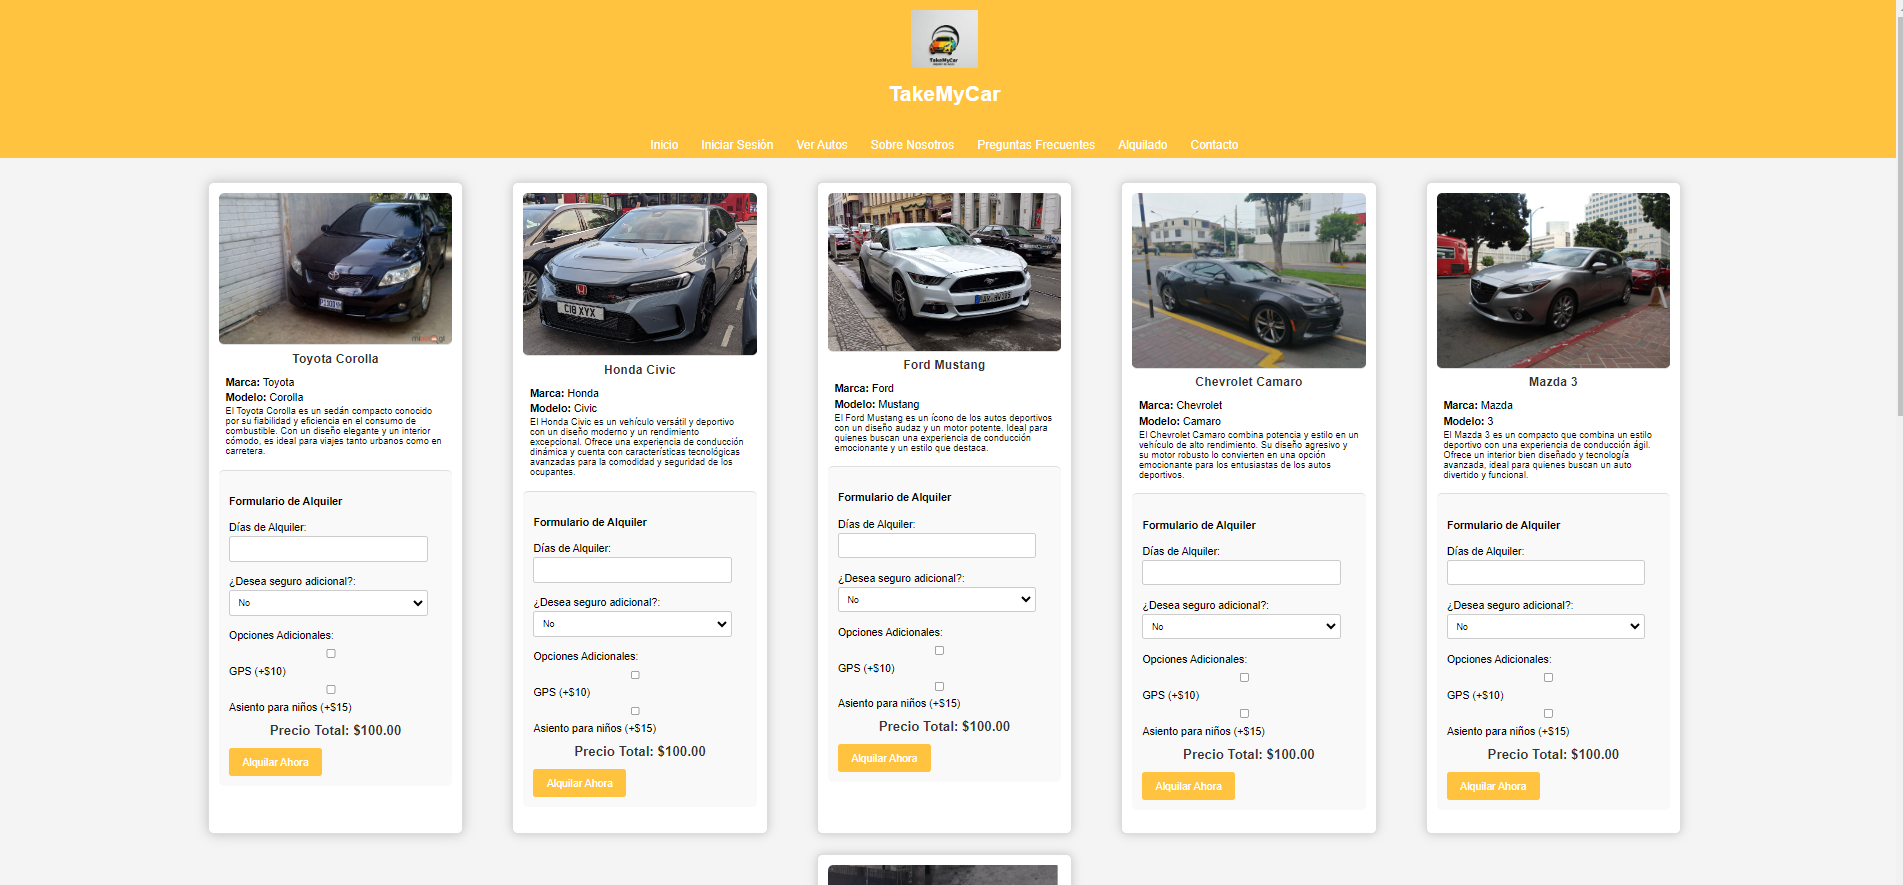 TakeMyCar
TakeMyCar
Inicio Iniciar Sesión Ver Autos Sobre Nosotros Preguntas Frecuentes Alquilado Contacto
Toyota Corolla
Marca: Toyota
Modelo: Corolla
El Toyota Corolla es un sedán compacto conocido
por su fiabilidad y eficiencia en el consumo de
combustible. Con un diseño elegante y un interior
cómodo, es ideal para viajes tanto urbanos como en
carretera.
Formulario de Alquiler
Días de Alquiler:
¿Desea seguro adicional?:
No
Opciones Adicionales:
GPS (+$10)
Asiento para niños (+$15)
Precio Total: $100.00
Alquilar Ahora
C18 XYX
Honda Civic
Marca: Honda
Modelo: Civic
El Honda Civic es un vehículo versátil y deportivo
con un diseño moderno y un rendimiento
excepcional. Ofrece una experiencia de conducción
dinámica y cuenta con características tecnológicas
avanzadas para la comodidad y seguridad de los
ocupantes.
Formulario de Alquiler
Días de Alquiler:
¿Desea seguro adicional?:
No
Opciones Adicionales:
GPS (+$10)
Asiento para niños (+$15)
Precio Total: $100.00
Alquilar Ahora
Ford Mustang
Marca: Ford
Modelo: Mustang
El Ford Mustang es un ícono de los autos deportivos
con un diseño audaz y un motor potente. Ideal para
quienes buscan una experiencia de conducción
emocionante y un estilo que destaca.
Formulario de Alquiler
Días de Alquiler:
¿Desea seguro adicional?:
No
Opciones Adicionales:
GPS (+$10)
Asiento para niños (+$15)
Precio Total: $100.00
Alquilar Ahora
Chevrolet Camaro
Marca: Chevrolet
Modelo: Camaro
El Chevrolet Camaro combina potencia y estilo en un
vehículo de alto rendimiento. Su diseño agresivo y
su motor robusto lo convierten en una opción
emocionante para los entusiastas de los autos
deportivos.
Formulario de Alquiler
Días de Alquiler:
¿Desea seguro adicional?:
No
Opciones Adicionales:
GPS (+$10)
Asiento para niños (+$15)
Precio Total: $100.00
Alquilar Ahora
Mazda 3
Marca: Mazda
Modelo: 3
El Mazda 3 es un compacto que combina un estilo
deportivo con una experiencia de conducción ágil.
Ofrece un interior bien diseñado y tecnología
avanzada, ideal para quienes buscan un auto
divertido y funcional.
Formulario de Alquiler
Días de Alquiler:
¿Desea seguro adicional?:
No
Opciones Adicionales:
GPS (+$10)
Asiento para niños (+$15)
Precio Total: $100.00
Alquilar Ahora